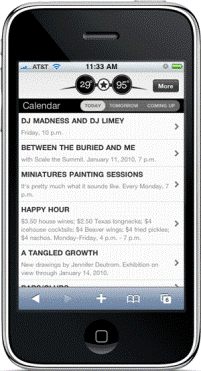 AT&T 11:33 AM
29° 95° More
Calendar TODAY TOMORROW COMING UP
DJ MADNESS AND DJ LIMEY
Friday, 10 p.m.
BETWEEN THE BURIED AND ME
with Scale the Summit. January 11, 2010, 7 p.m.
MINIATURES PAINTING SESSIONS
It's pretty much what it sounds like. Every Monday, 7
p.m.
HAPPY HOUR
$3.50 house wines; $2.50 Texas longnecks; $4
icehouse cocktails; $4 Beaver wings; $4 fried pickles;
$4 nachos. Monday-Friday, 4 p.m. - 7 p.m.
A TANGLED GROWTH
New drawings by Jennifer Deutrom. Exhibition on
view through January 14, 2010.